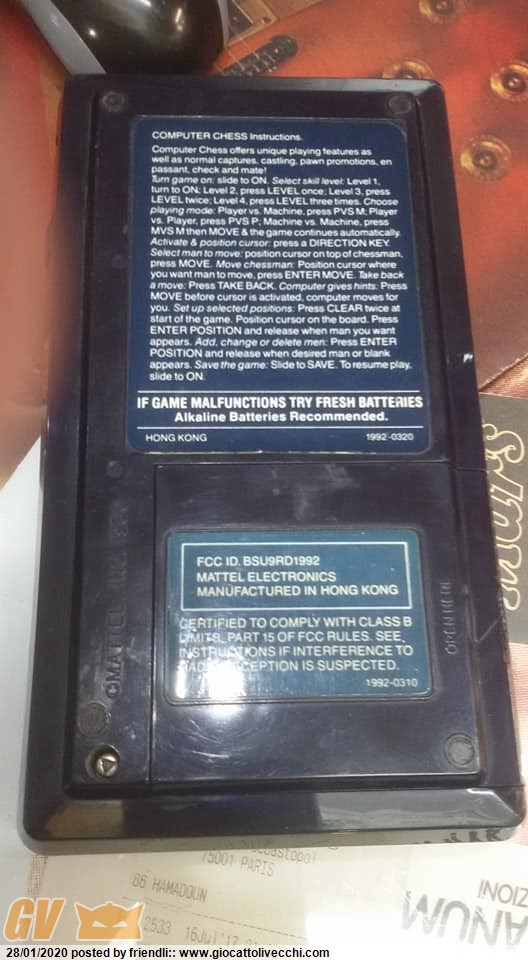 COMPUTER CHESS Instructions.
Computer Chess offers unique playing features as
well as normal captures, castling, pawn promotions, en
passant, check and mate!
Turn game on: slide to ON. Select skill level: Level 1,
turn to ON; Level 2, press LEVEL once; Level 3, press
LEVEL twice; Level 4, press LEVEL three times. Choose
playing mode: Player vs. Machine, press PVS M; Player
vs. Player, press PVS P; Machine vs. Machine, press
MVS M then MOVE & the game continues automatically.
Activate & position cursor: press a DIRECTION KEY.
Select man to move: position cursor on top of chessman,
press MOVE. Move chessman: Position cursor where
you want man to move, press ENTER MOVE. Take back
a move: Press TAKE BACK. Computer gives hints: Press
MOVE before cursor is activated, computer moves for
you. Set up selected positions: Press CLEAR twice at
start of the game. Position cursor on the board. Press
ENTER POSITION and release when man you want
appears. Add, change or delete men: Press ENTER
POSITION and release when desired man or blank
appears. Save the game: Slide to SAVE. To resume play,
slide to ON.
IF GAME MALFUNCTIONS TRY FRESH BATTERIES
Alkaline Batteries Recommended.
HONG KONG 1992-0320
FCC ID. BSU9RD1992
MATTEL ELECTRONICS
MANUFACTURED IN HONG KONG
CERTIFIED TO COMPLY WITH CLASS B
LIMITS, PART 15 OF FCC RULES. SEE
INSTRUCTIONS IF INTERFERENCE TO
RADIO RECEPTION IS SUSPECTED.
1992-0310
©MATTEL, INC.
OPEN HERE
75001 PARIS
66 HAMADOUN
2533 16Jul'17
GV
28/01/2020 posted by friendli:: www.giocattolivecchi.com